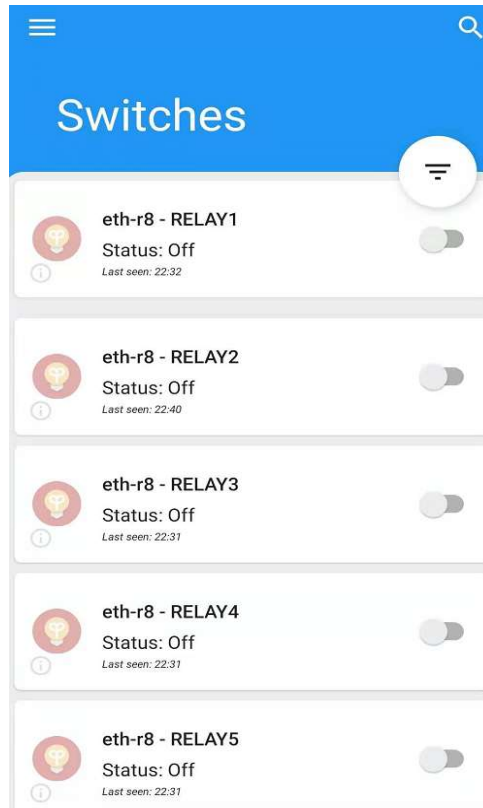 Switches
eth-r8 - RELAY1
Status: Off
Last seen: 22:32
eth-r8 - RELAY2
Status: Off
Last seen: 22:40
eth-r8 - RELAY3
Status: Off
Last seen: 22:31
eth-r8 - RELAY4
Status: Off
Last seen: 22:31
eth-r8 - RELAY5
Status: Off
Last seen: 22:31